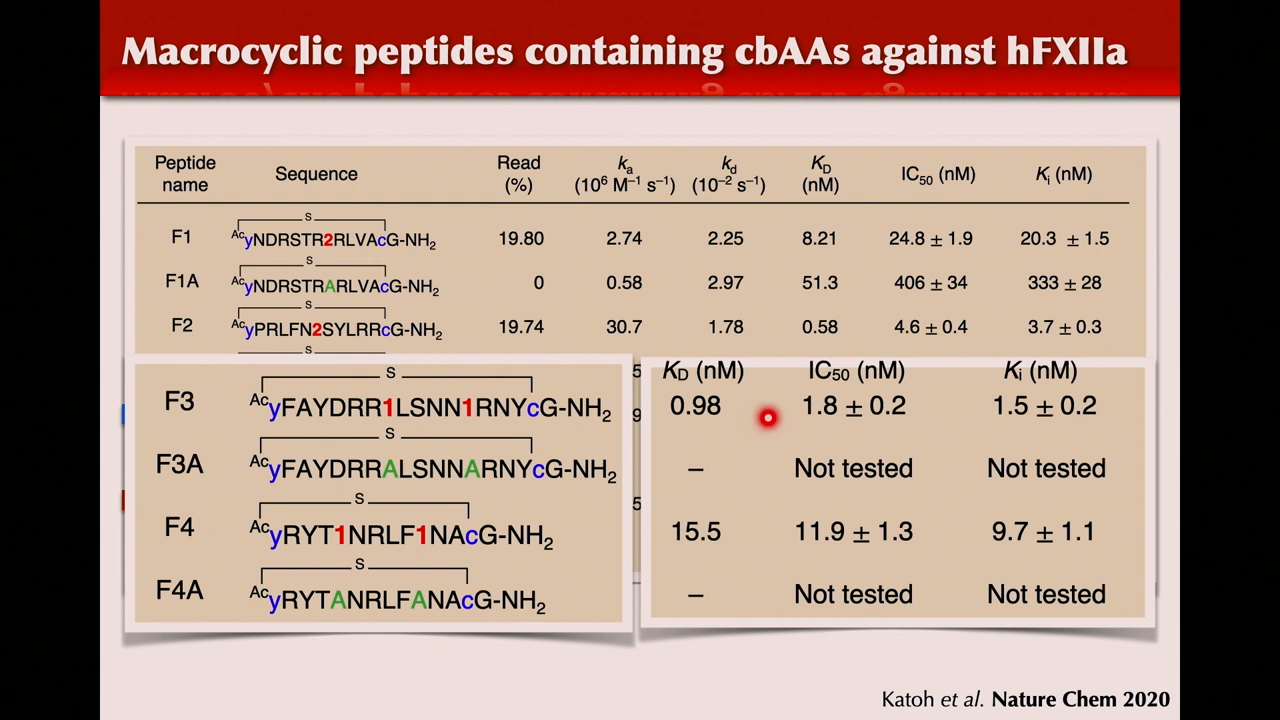 Macrocyclic peptides containing cbAAs against hFXIIa
Peptide name Sequence Read (%) ka (10⁶ M⁻¹ s⁻¹) kd (10⁻² s⁻¹) KD (nM) IC50 (nM) Ki (nM)
S
F1 AcyNDRSTR2RLVAcG-NH2 19.80 2.74 2.25 8.21 24.8 ± 1.9 20.3 ± 1.5
S
F1A AcyNDRSTRARLVAcG-NH2 0 0.58 2.97 51.3 406 ± 34 333 ± 28
S
F2 AcyPRLFN2SYLRRcG-NH2 19.74 30.7 1.78 0.58 4.6 ± 0.4 3.7 ± 0.3
S
KD (nM) IC50 (nM) Ki (nM)
S
F3 AcyFAYDRR1LSNN1RNYcG-NH2 0.98 1.8 ± 0.2 1.5 ± 0.2
S
F3A AcyFAYDRRALSNNARNYcG-NH2 – Not tested Not tested
S
F4 AcyRYT1NRLF1NAcG-NH2 15.5 11.9 ± 1.3 9.7 ± 1.1
S
F4A AcyRYTANRLFANAcG-NH2 – Not tested Not tested
Katoh et al. Nature Chem 2020